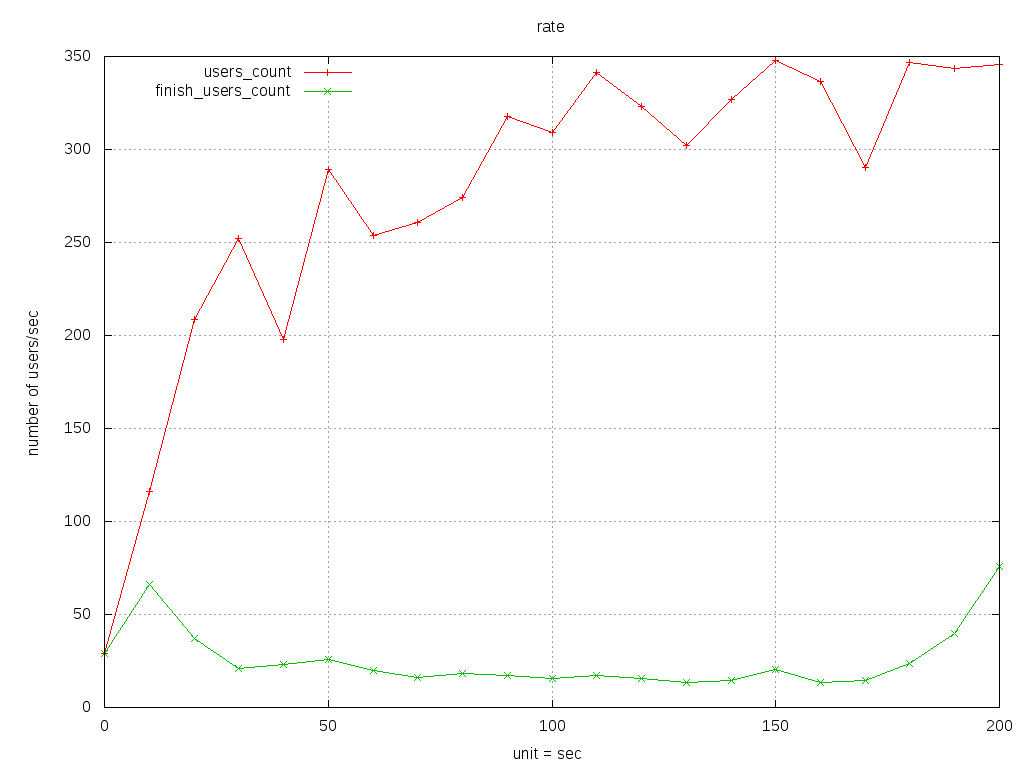 rate
users_count
finish_users_count
350
300
250
200
150
100
50
0
number of users/sec
0 50 100 150 200
unit = sec